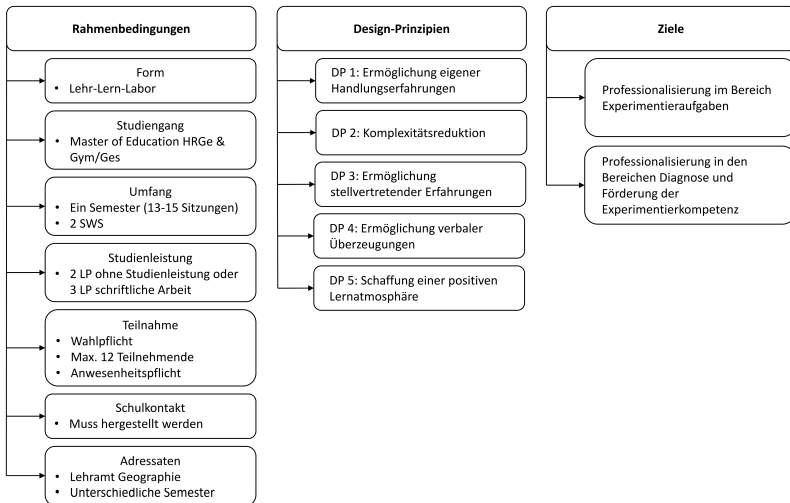 Rahmenbedingungen
Form
• Lehr-Lern-Labor
Studiengang
• Master of Education HRGe &
Gym/Ges
Umfang
• Ein Semester (13-15 Sitzungen)
• 2 SWS
Studienleistung
• 2 LP ohne Studienleistung oder
3 LP schriftliche Arbeit
Teilnahme
• Wahlpflicht
• Max. 12 Teilnehmende
• Anwesenheitspflicht
Schulkontakt
• Muss hergestellt werden
Adressaten
• Lehramt Geographie
• Unterschiedliche Semester
Design-Prinzipien
DP 1: Ermöglichung eigener
Handlungserfahrungen
DP 2: Komplexitätsreduktion
DP 3: Ermöglichung
stellvertretender Erfahrungen
DP 4: Ermöglichung verbaler
Überzeugungen
DP 5: Schaffung einer positiven
Lernatmosphäre
Ziele
Professionalisierung im Bereich
Experimentieraufgaben
Professionalisierung in den
Bereichen Diagnose und
Förderung der
Experimentierkompetenz